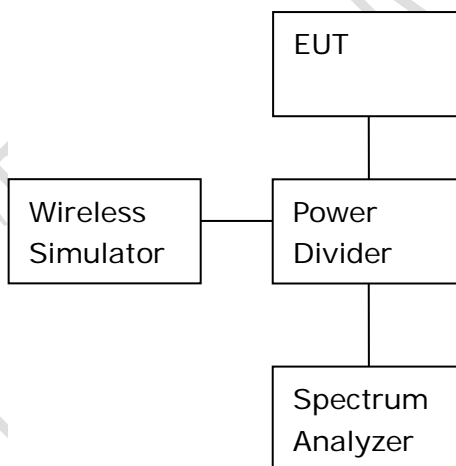 EUT
Wireless
Simulator
Power
Divider
Spectrum
Analyzer